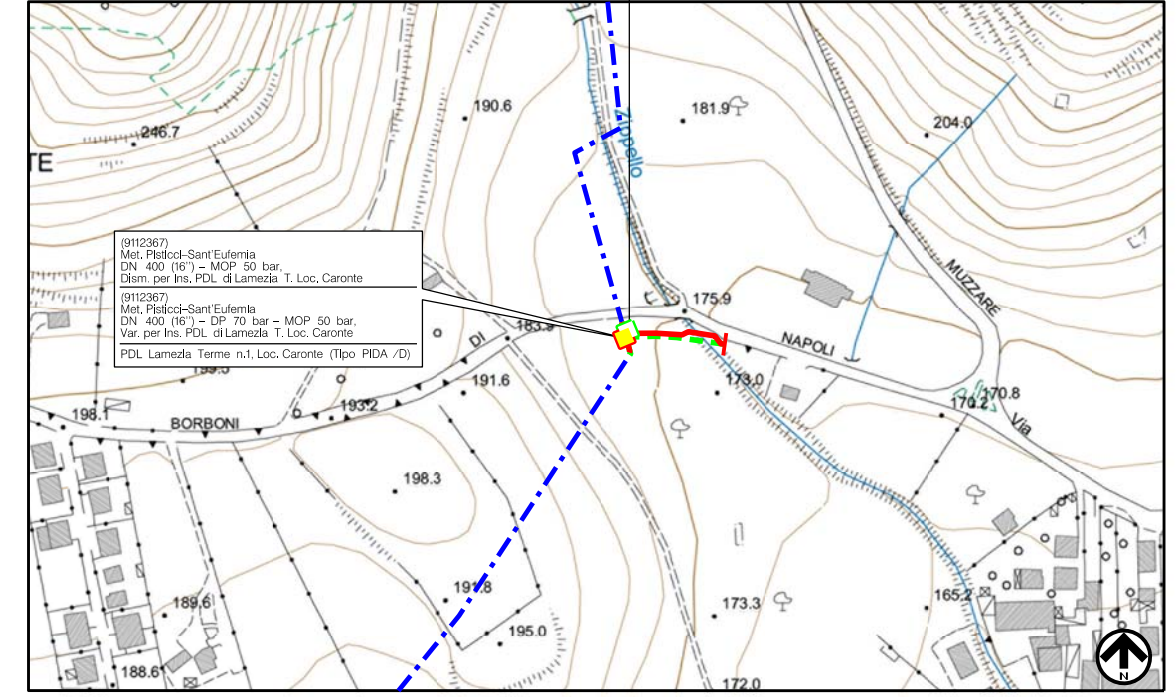 190.6
181.9
204.0
246.7
TE
Zippello
(9112367)
Met. Pisticci-Sant'Eufemia
DN 400 (16'') - MOP 50 bar,
Dism. per Ins. PDL di Lamezia T. Loc. Caronte
(9112367)
Met. Pisticci-Sant'Eufemia
DN 400 (16'') - DP 70 bar - MOP 50 bar,
Var. per Ins. PDL di Lamezia T. Loc. Caronte
PDL Lamezia Terme n.1, Loc. Caronte (Tipo PIDA /D)
MUZZARE
175.9
183.9
DI
NAPOLI
199.5
191.6
173.0
170.2
170.8
Via
198.1
193.2
BORBONI
198.3
191.8
165.2
189.6
173.3
195.0
188.6
172.0
N